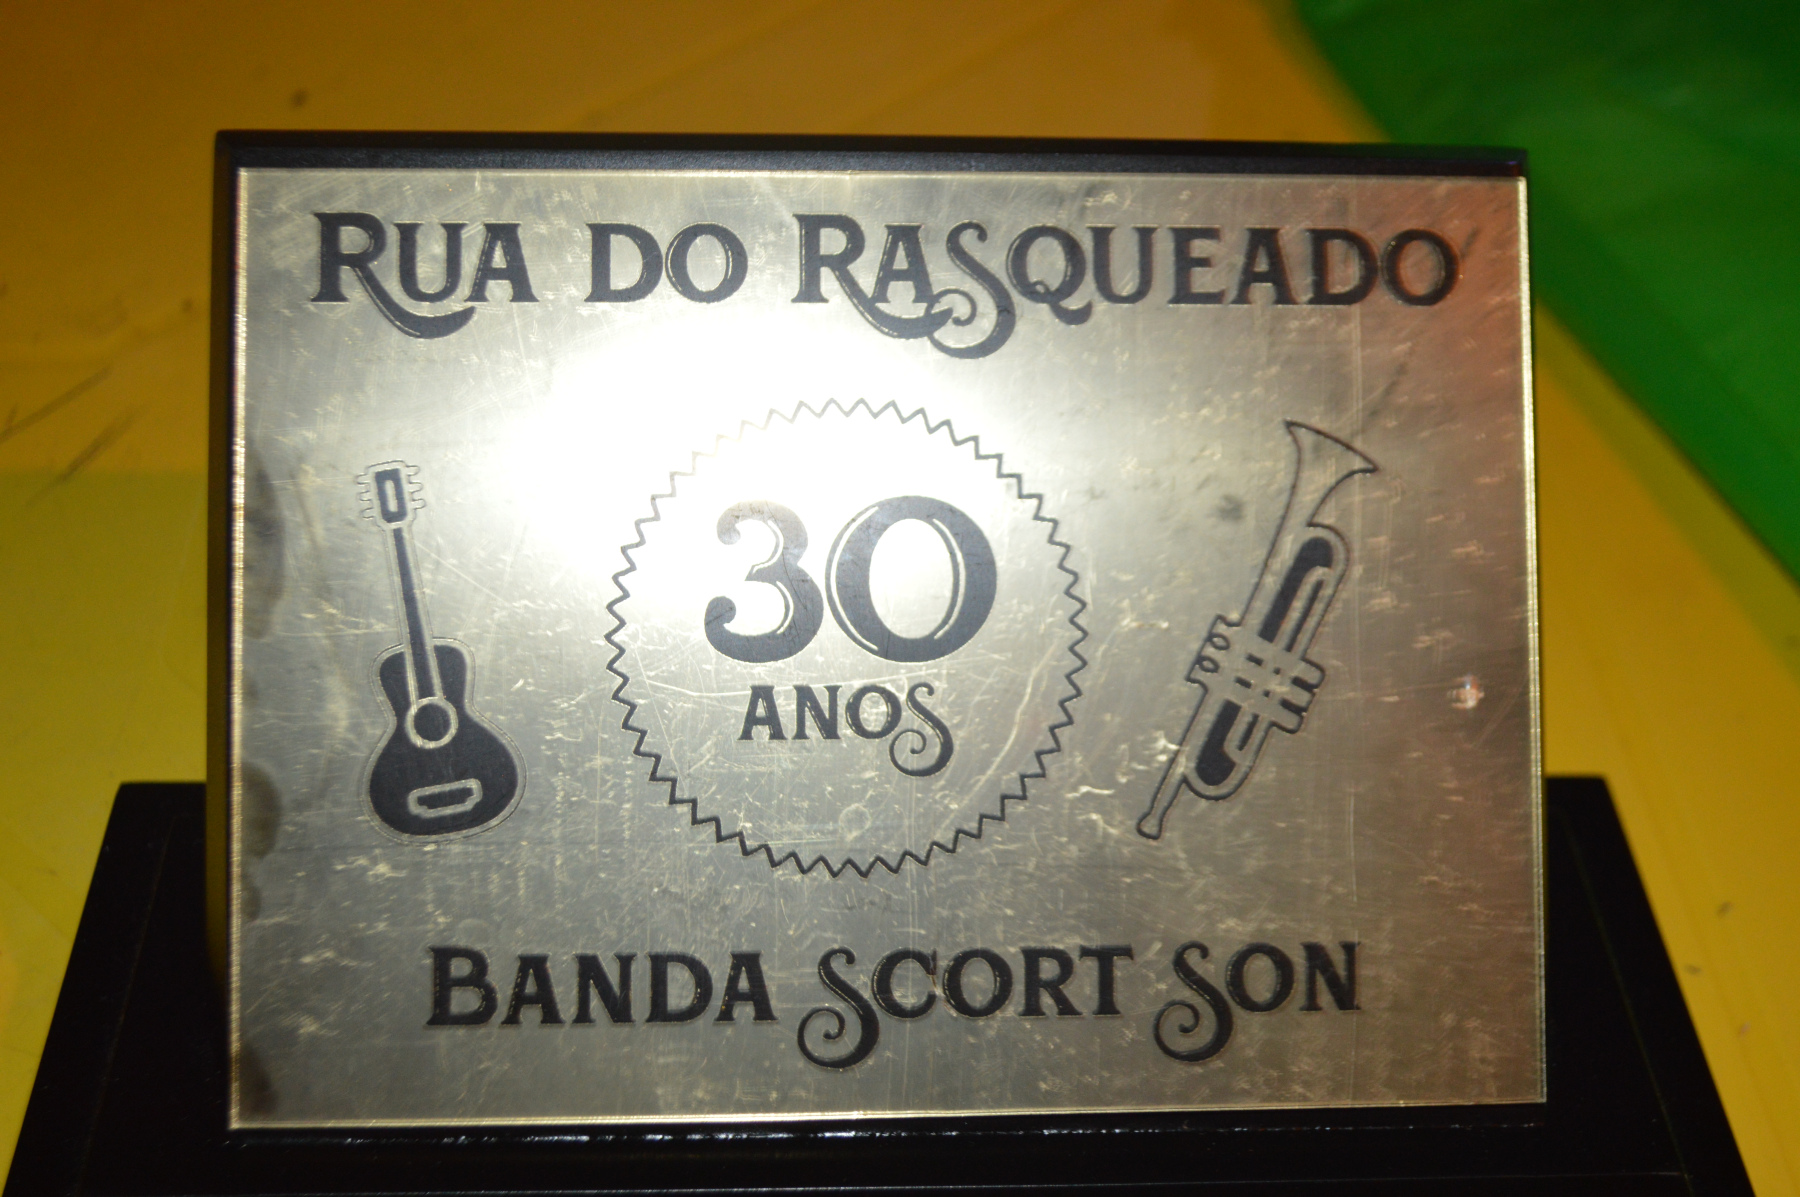 RUA DO RASQUEADO
30
ANOS
BANDA SCORT SON